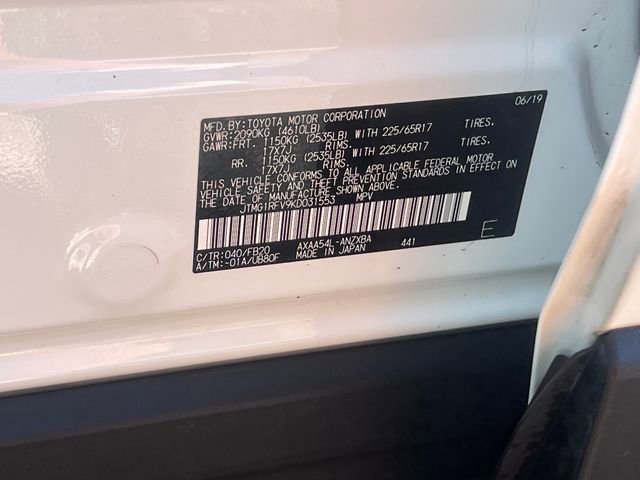 MFD. BY: TOYOTA MOTOR CORPORATION 06/19
GVWR: 2090KG (4610LB)
GAWR: FRT. 1150KG (2535LB) WITH 225/65R17 TIRES.
17X7J RIMS.
RR. 1150KG (2535LB) WITH 225/65R17 TIRES.
17X7J RIMS.
THIS VEHICLE CONFORMS TO ALL APPLICABLE FEDERAL MOTOR
VEHICLE SAFETY AND THEFT PREVENTION STANDARDS IN EFFECT ON
THE DATE OF MANUFACTURE SHOWN ABOVE.
JTMG1RFV9KD031553 MPV
C/TR: 040/FB20 AXAA54L-ANZXBA 441 E
A/TM: -01A/UB80F MADE IN JAPAN